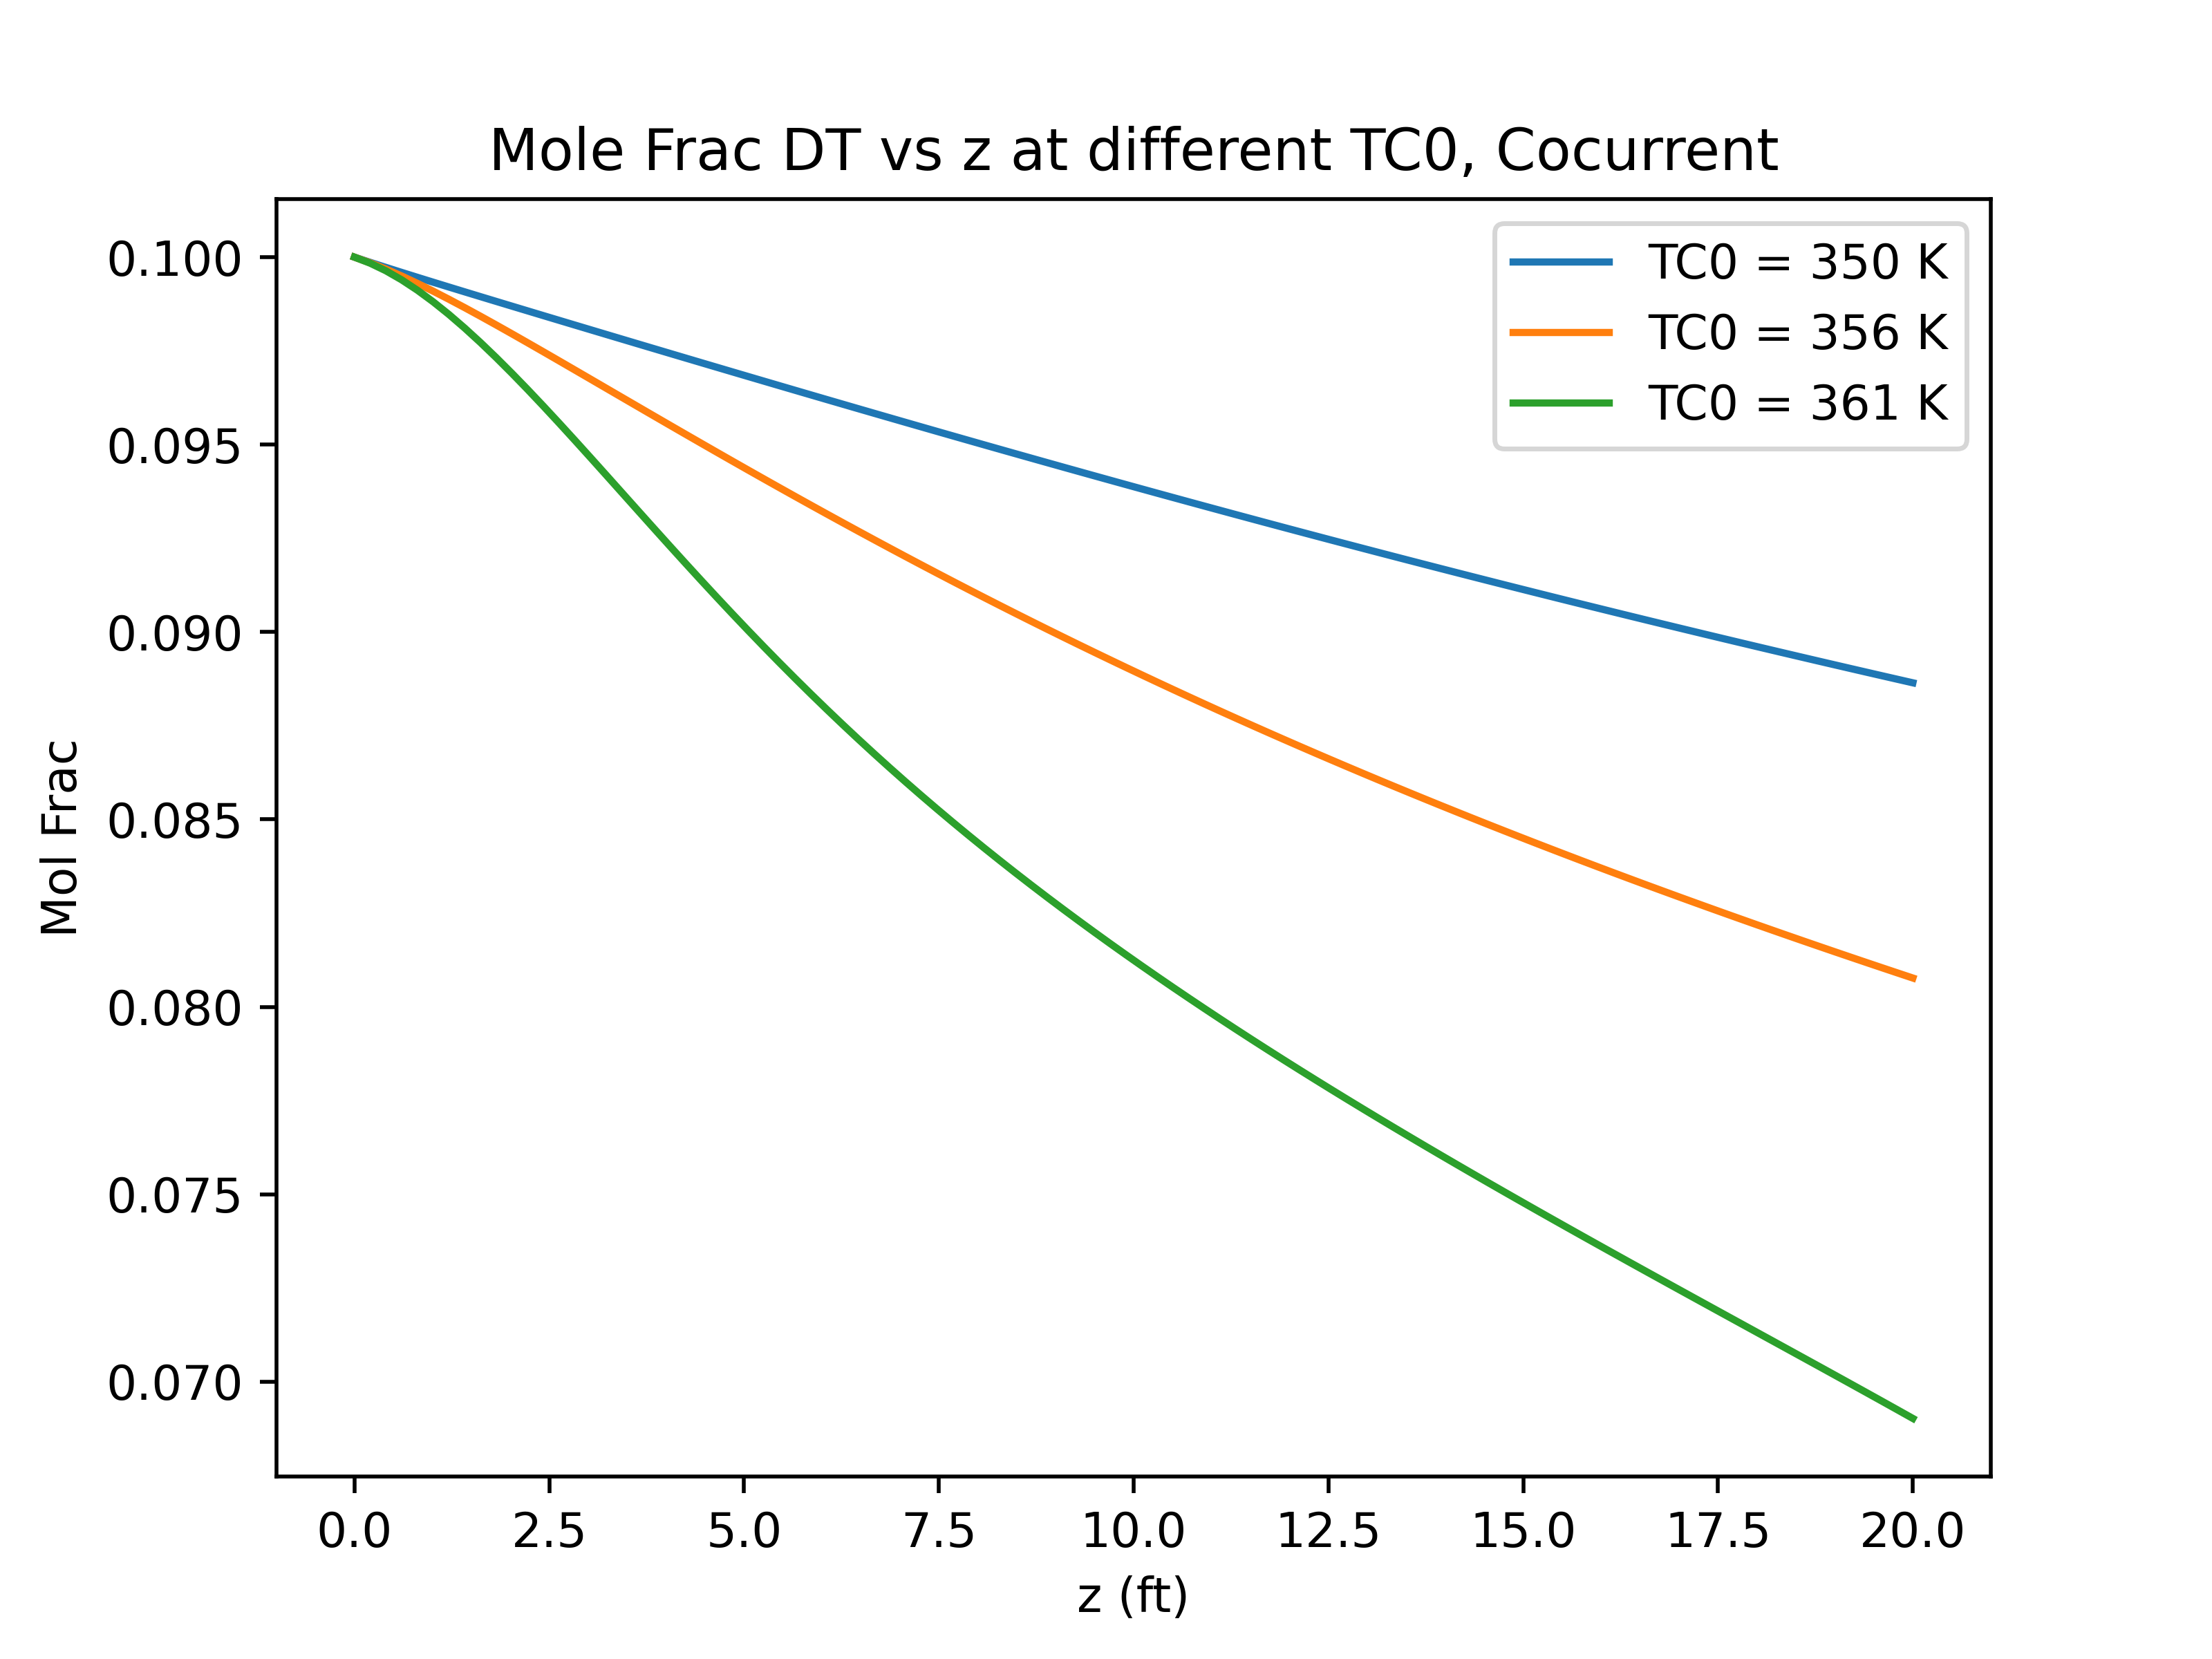 Mole Frac DT vs z at different TC0, Cocurrent
TC0 = 350 K
TC0 = 356 K
TC0 = 361 K
0.100
0.095
0.090
0.085
0.080
0.075
0.070
Mol Frac
0.0 2.5 5.0 7.5 10.0 12.5 15.0 17.5 20.0
z (ft)